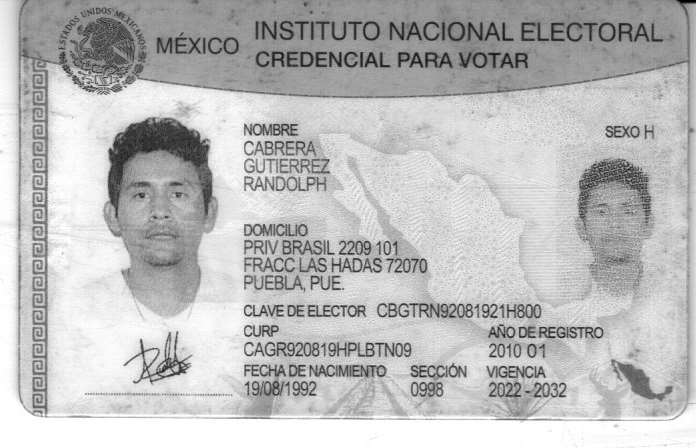 ESTADOS UNIDOS MEXICANOS
MÉXICO INSTITUTO NACIONAL ELECTORAL
CREDENCIAL PARA VOTAR
NOMBRE SEXO H
CABRERA
GUTIERREZ
RANDOLPH
DOMICILIO
PRIV BRASIL 2209 101
FRACC LAS HADAS 72070
PUEBLA, PUE.
CLAVE DE ELECTOR CBGTRN92081921H800
CURP AÑO DE REGISTRO
CAGR920819HPLBTN09 2010 01
FECHA DE NACIMIENTO SECCIÓN VIGENCIA
19/08/1992 0998 2022 - 2032